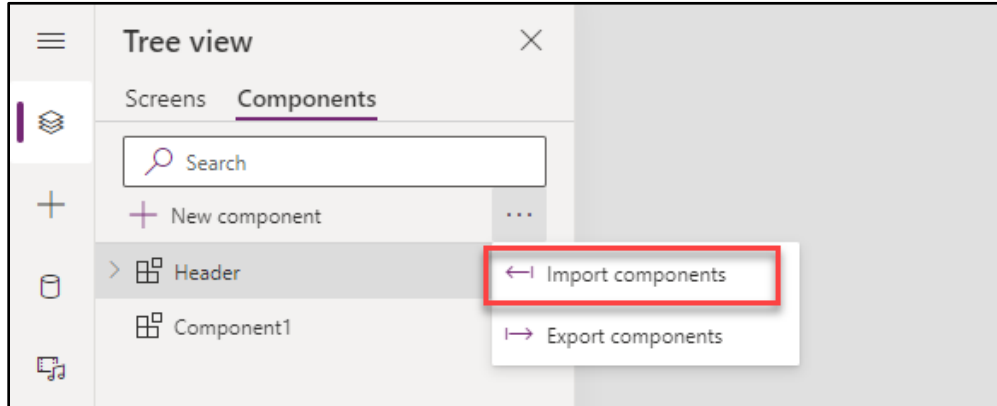 Tree view
Screens Components
Search
New component
Header
Import components
Component1
Export components